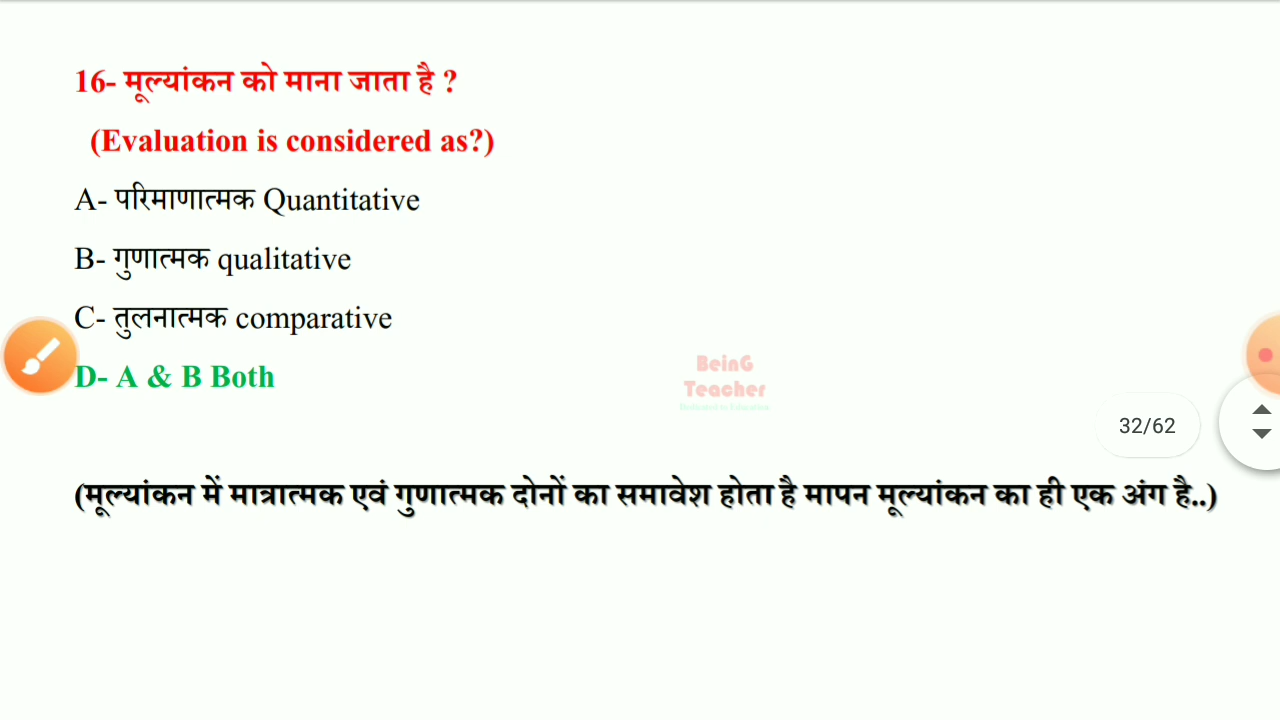 16- मूल्यांकन को माना जाता है ?
(Evaluation is considered as?)
A- परिमाणात्मक Quantitative
B- गुणात्मक qualitative
C- तुलनात्मक comparative
D- A & B Both
BeinG
Teacher
32/62
(मूल्यांकन में मात्रात्मक एवं गुणात्मक दोनों का समावेश होता है मापन मूल्यांकन का ही एक अंग है..)